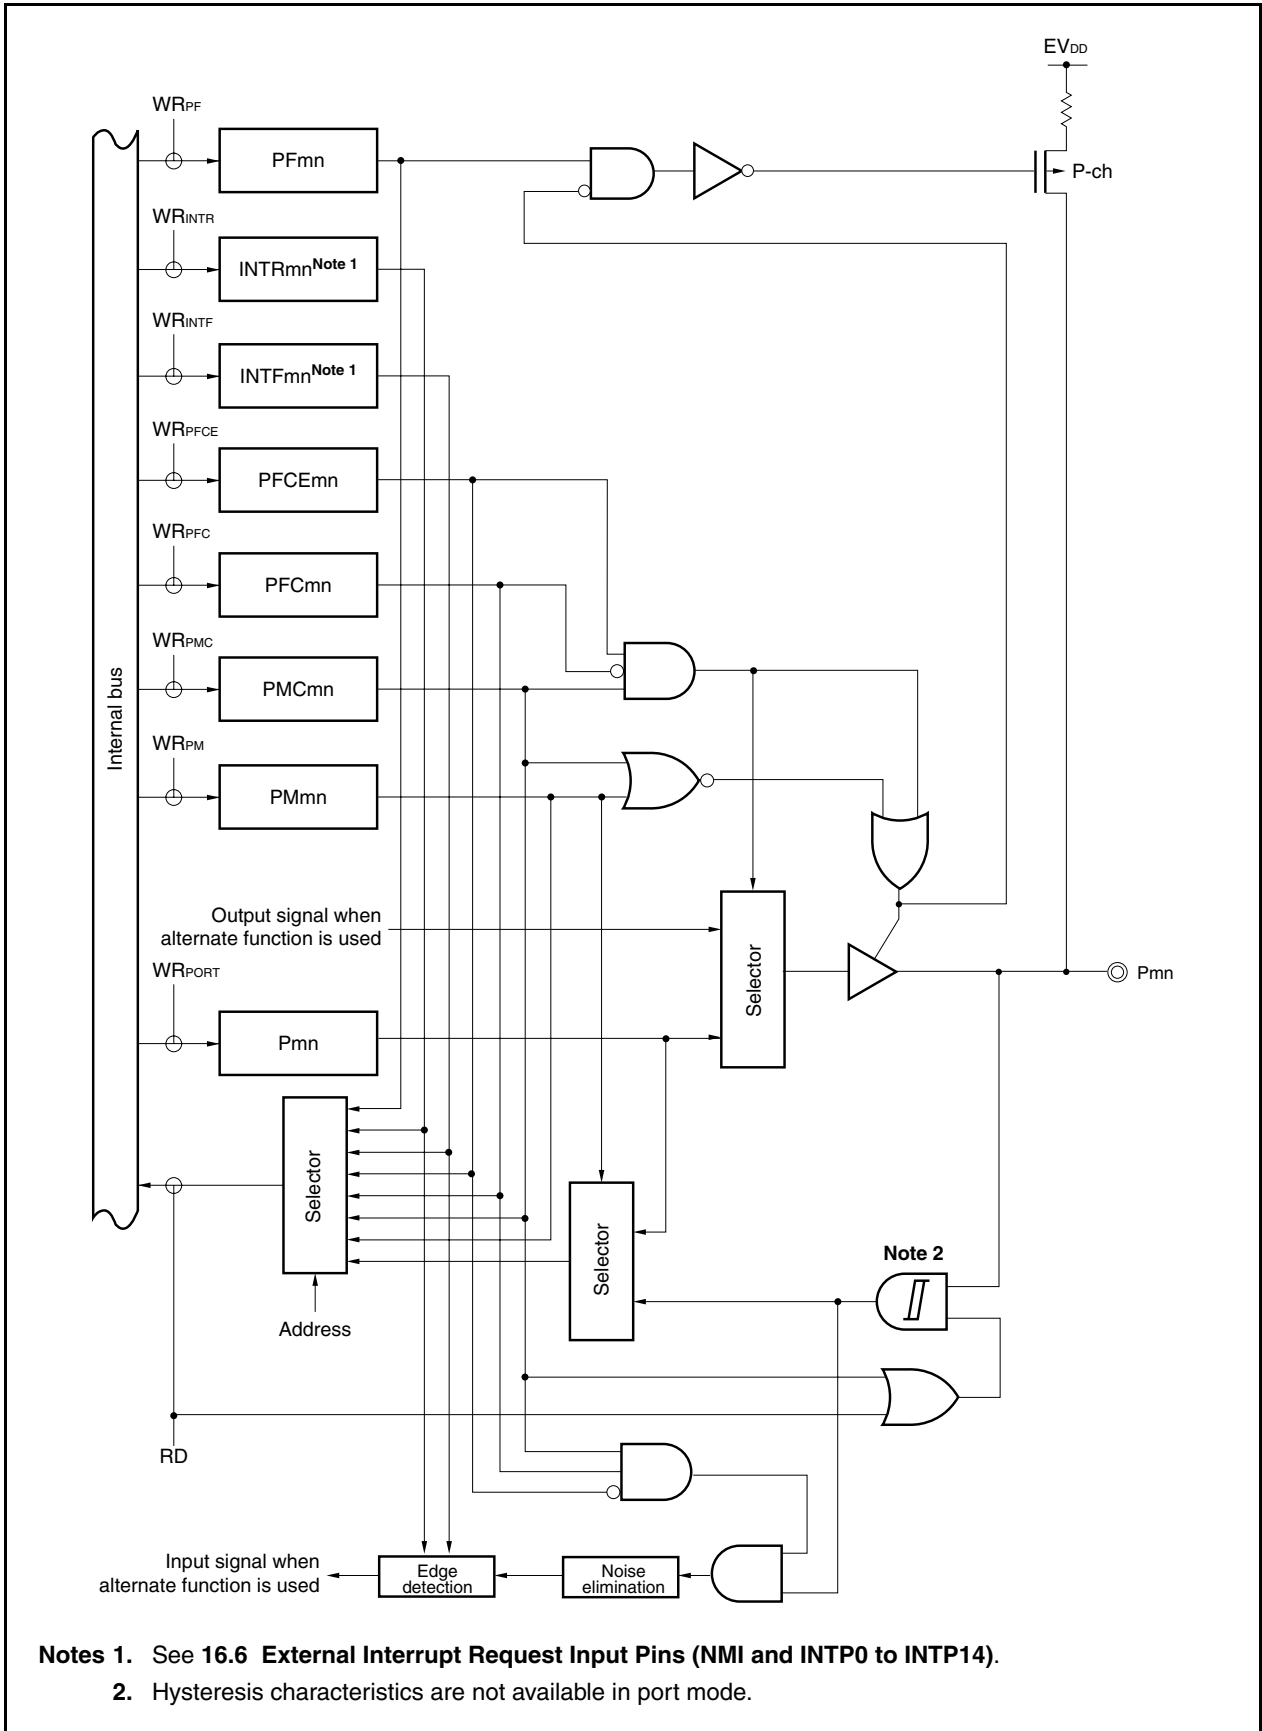 EVDD
WRPF
PFmn
P-ch
WRINTR
INTRmnNote 1
WRINTF
INTFmnNote 1
WRPFCE
PFCEmn
WRPFC
PFCmn
WRPMC
PMCmn
Internal bus
WRPM
PMmn
Output signal when
alternate function is used
Selector
WRPORT
Pmn
Pmn
Selector
Selector
Note 2
Address
RD
Input signal when
alternate function is used
Edge
detection
Noise
elimination
Notes 1. See 16.6 External Interrupt Request Input Pins (NMI and INTP0 to INTP14).
2. Hysteresis characteristics are not available in port mode.